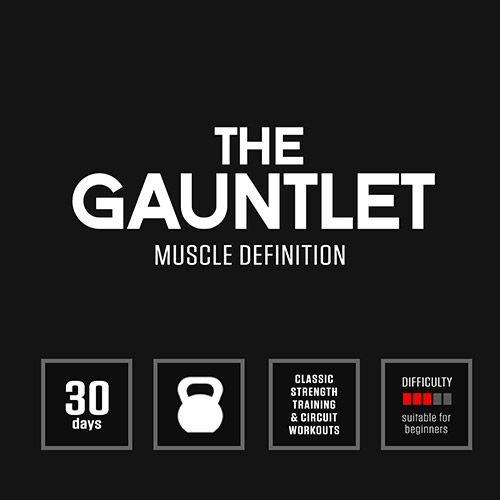 THE
GAUNTLET
MUSCLE DEFINITION
30
days
CLASSIC
STRENGTH
TRAINING
& CIRCUIT
WORKOUTS
DIFFICULTY
suitable for
beginners